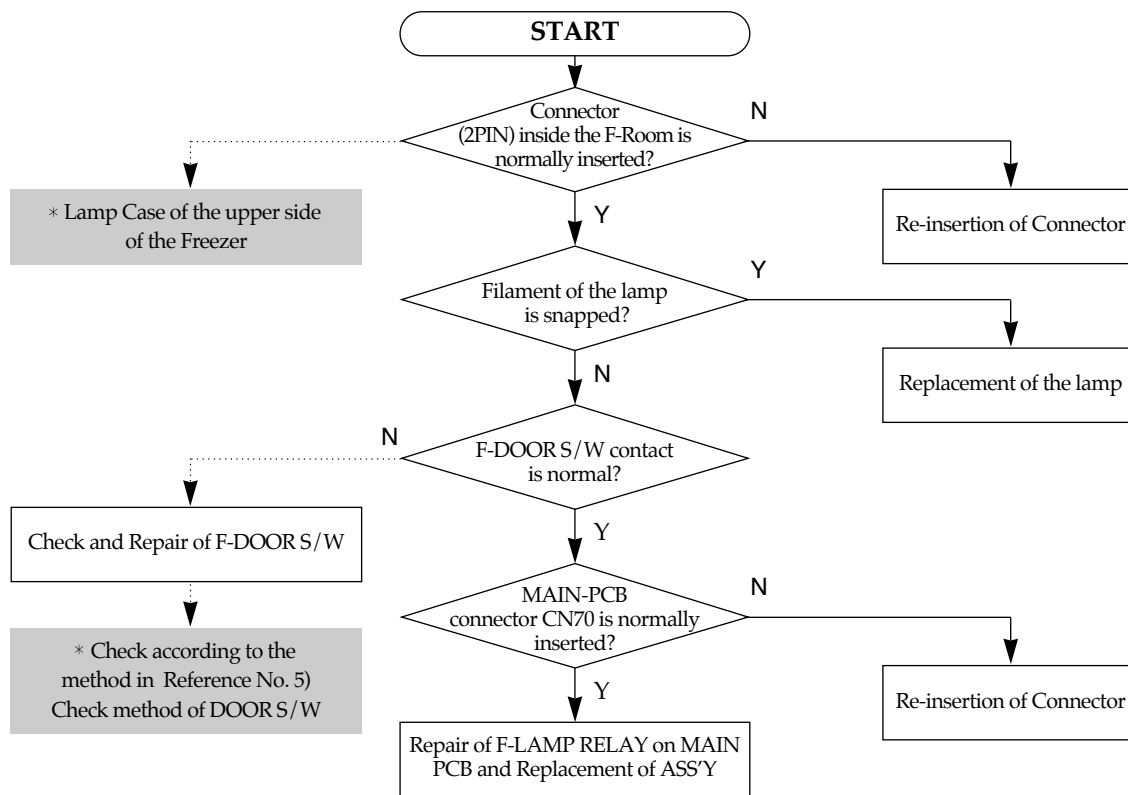 START
Connector
(2PIN) inside the F-Room is
normally inserted?
N
* Lamp Case of the upper side
of the Freezer
Y
Re-insertion of Connector
Filament of the lamp
is snapped?
Y
N
Replacement of the lamp
N
F-DOOR S/W contact
is normal?
Check and Repair of F-DOOR S/W
Y
MAIN-PCB
connector CN70 is normally
inserted?
N
* Check according to the
method in Reference No. 5)
Check method of DOOR S/W
Y
Re-insertion of Connector
Repair of F-LAMP RELAY on MAIN
PCB and Replacement of ASS'Y